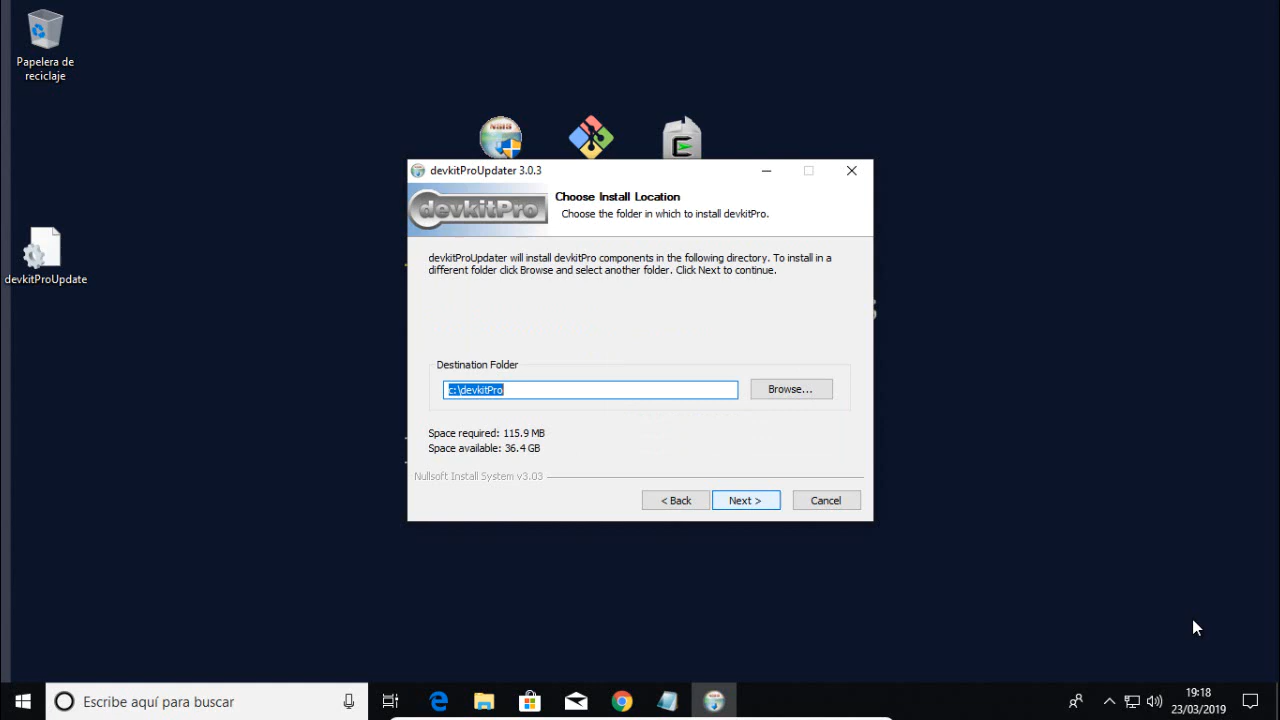 Papelera de
reciclaje
devkitProUpdate
NSIS
devkitProUpdater 3.0.3
devkitPro
Choose Install Location
Choose the folder in which to install devkitPro.
devkitProUpdater will install devkitPro components in the following directory. To install in a
different folder click Browse and select another folder. Click Next to continue.
Destination Folder
c:\devkitPro
Browse...
Space required: 115.9 MB
Space available: 36.4 GB
Nullsoft Install System v3.03
< Back
Next >
Cancel
Escribe aquí para buscar
19:18
23/03/2019